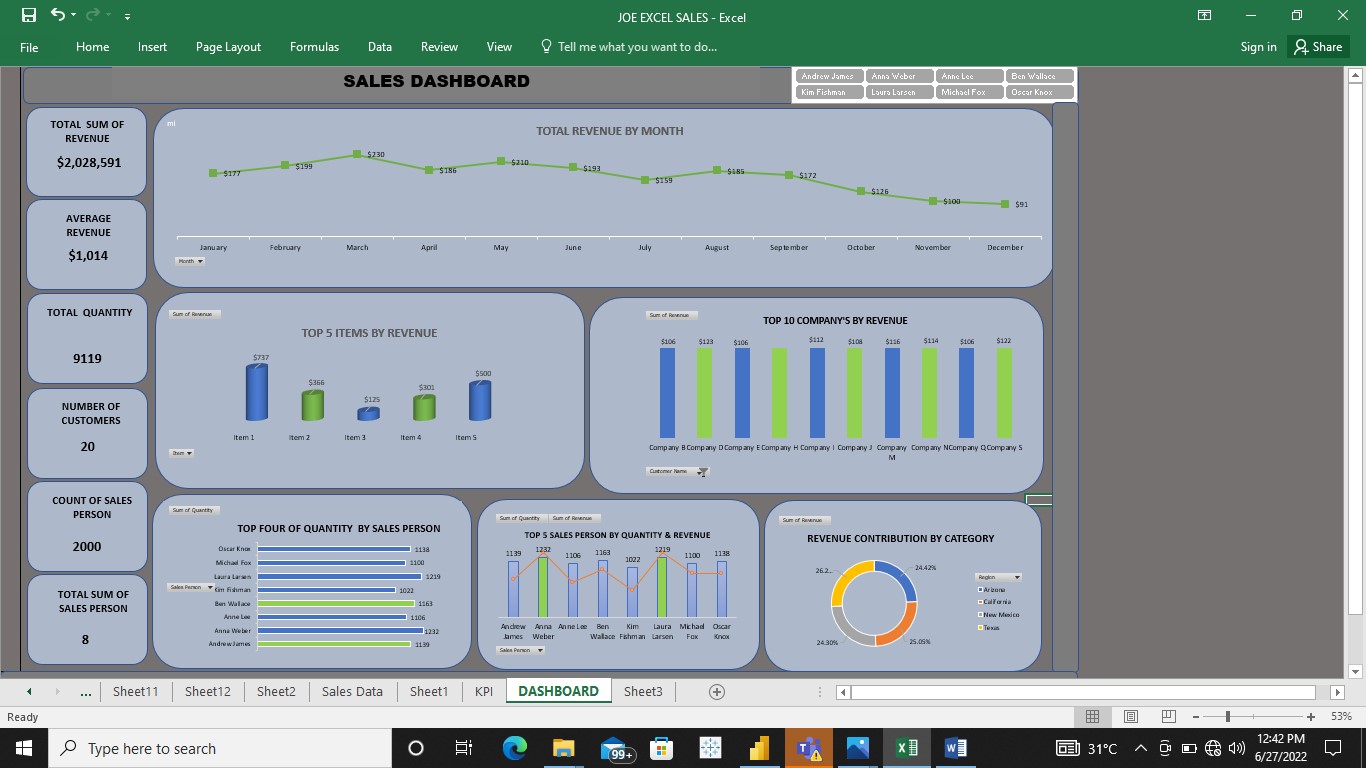 JOE EXCEL SALES - Excel
File Home Insert Page Layout Formulas Data Review View Tell me what you want to do... Sign in Share
SALES DASHBOARD
Andrew James Anna Weber Anne Lee Ben Wallace
Kim Fishman Laura Larsen Michael Fox Oscar Knox
TOTAL SUM OF
REVENUE
$2,028,591
AVERAGE
REVENUE
$1,014
TOTAL QUANTITY
9119
NUMBER OF
CUSTOMERS
20
COUNT OF SALES
PERSON
2000
TOTAL SUM OF
SALES PERSON
8
mi
TOTAL REVENUE BY MONTH
$177 $199 $230 $186 $210 $193 $159 $185 $172 $126 $100 $91
January February March April May June July August September October November December
Month
Sum of Revenue
TOP 5 ITEMS BY REVENUE
$737 $366 $125 $301 $500
Item 1 Item 2 Item 3 Item 4 Item 5
Item
Sum of Revenue
TOP 10 COMPANY'S BY REVENUE
$106 $123 $106 $112 $108 $116 $114 $106 $122
Company B Company D Company E Company H Company I Company J Company M Company N Company Q Company S
Customer Name
Sum of Quantity
TOP FOUR OF QUANTITY BY SALES PERSON
Oscar Knox 1138
Michael Fox 1100
Laura Larsen 1219
Sales Person
Kim Fishman 1022
Ben Wallace 1163
Anne Lee 1106
Anna Weber 1232
Andrew James 1139
Sum of Quantity Sum of Revenue
TOP 5 SALES PERSON BY QUANTITY & REVENUE
1139 1232 1106 1163 1022 1219 1100 1138
Andrew James Anna Weber Anne Lee Ben Wallace Kim Fishman Laura Larsen Michael Fox Oscar Knox
Sales Person
Sum of Revenue
REVENUE CONTRIBUTION BY CATEGORY
26.2... 24.42%
24.30% 25.05%
Region
Arizona
California
New Mexico
Texas
... Sheet11 Sheet12 Sheet2 Sales Data Sheet1 KPI DASHBOARD Sheet3
Ready 53%
Type here to search
99+
31°C
12:42 PM
6/27/2022